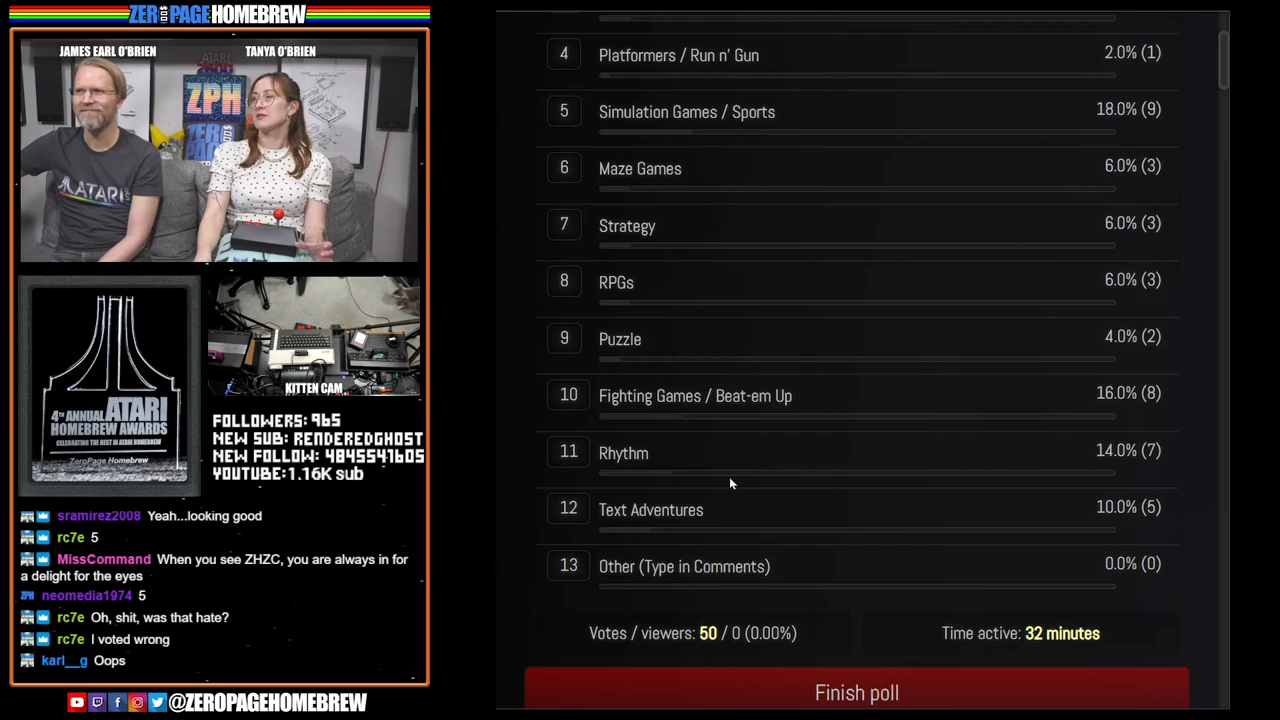 ZEROPAGE HOMEBREW
JAMES EARL O'BRIEN
TANYA O'BRIEN
ATARI
ZPH
ATARI
4TH ANNUAL ATARI
HOMEBREW AWARDS
CELEBRATING THE BEST IN ATARI HOMEBREW
ZeroPage Homebrew
KITTEN CAM
FOLLOWERS: 965
NEW SUB: RENDEREDGHOST
NEW FOLLOW: 4845541605
YOUTUBE: 1.16K sub
sramirez2008 Yeah...looking good
rc7e 5
MissCommand When you see ZHZC, you are always in for
a delight for the eyes
neomedia1974 5
rc7e Oh, shit, was that hate?
rc7e I voted wrong
karl__g Oops
@ZEROPAGEHOMEBREW
4 Platformers / Run n' Gun 2.0% (1)
5 Simulation Games / Sports 18.0% (9)
6 Maze Games 6.0% (3)
7 Strategy 6.0% (3)
8 RPGs 6.0% (3)
9 Puzzle 4.0% (2)
10 Fighting Games / Beat-em Up 16.0% (8)
11 Rhythm 14.0% (7)
12 Text Adventures 10.0% (5)
13 Other (Type in Comments) 0.0% (0)
Votes / viewers: 50 / 0 (0.00%) Time active: 32 minutes
Finish poll